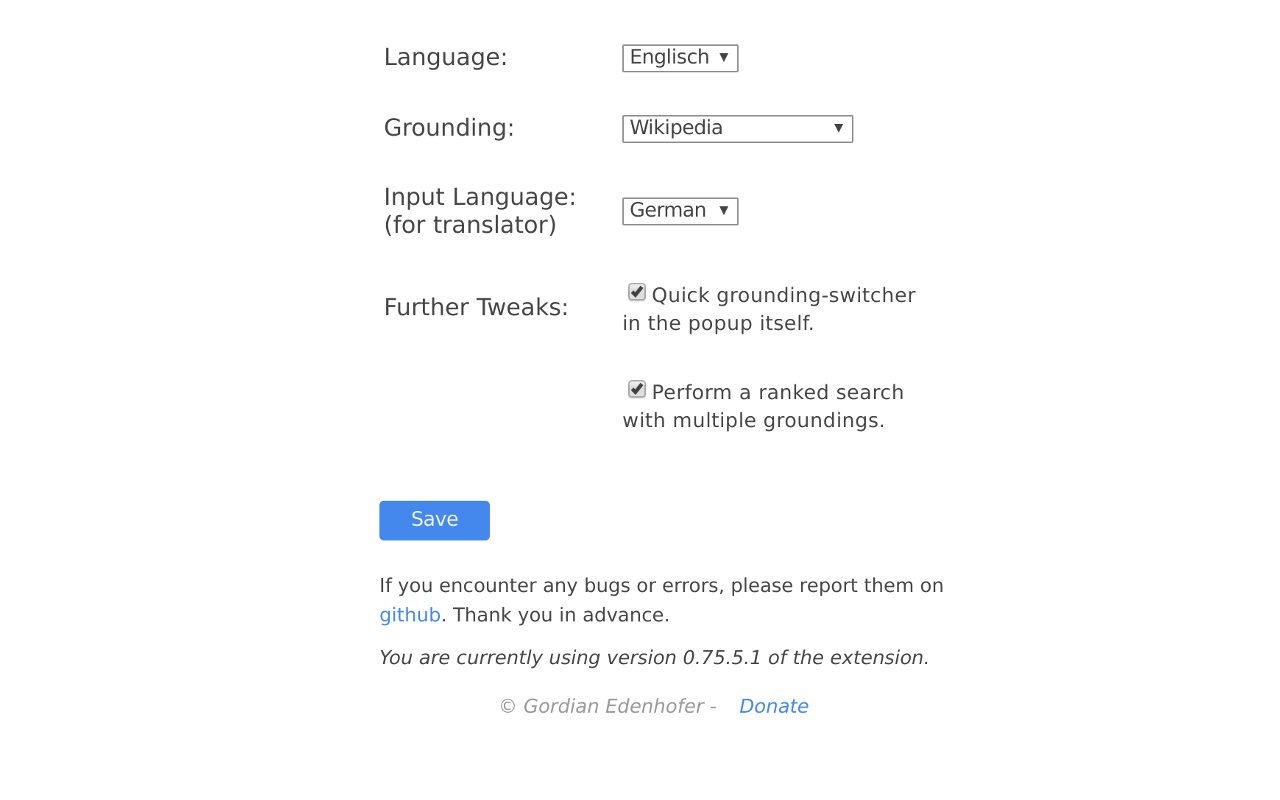 Language: Englisch ▼
Grounding: Wikipedia ▼
Input Language:
(for translator) German ▼
Further Tweaks: Quick grounding-switcher
in the popup itself.
Perform a ranked search
with multiple groundings.
Save
If you encounter any bugs or errors, please report them on
github. Thank you in advance.
You are currently using version 0.75.5.1 of the extension.
© Gordian Edenhofer - Donate